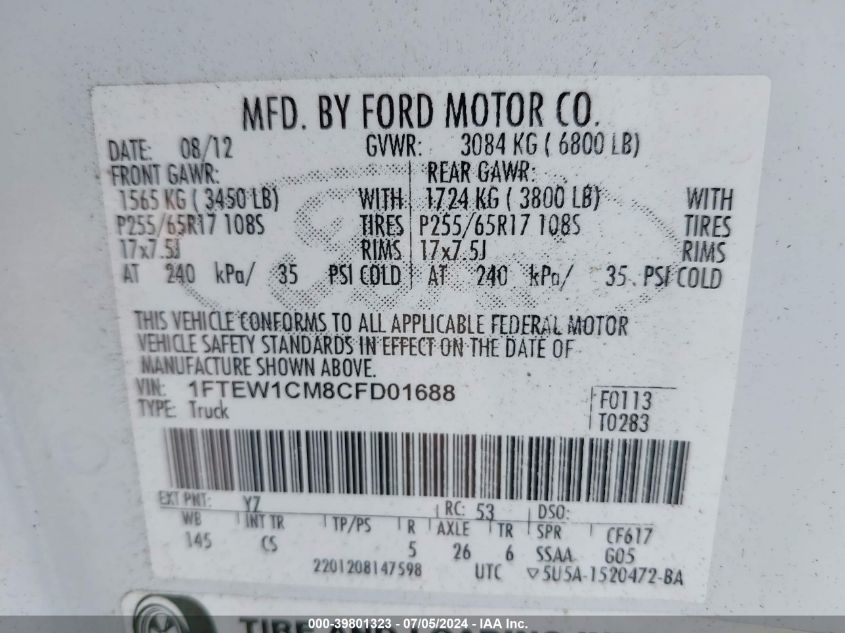 MFD. BY FORD MOTOR CO.
DATE: 08/12 GVWR: 3084 KG ( 6800 LB)
FRONT GAWR: REAR GAWR:
1565 KG ( 3450 LB) WITH 1724 KG ( 3800 LB) WITH
P255/65R17 108S TIRES P255/65R17 108S TIRES
17x7.5J RIMS 17x7.5J RIMS
AT 240 kPa/ 35 PSI COLD AT 240 kPa/ 35 PSI COLD
THIS VEHICLE CONFORMS TO ALL APPLICABLE FEDERAL MOTOR
VEHICLE SAFETY STANDARDS IN EFFECT ON THE DATE OF
MANUFACTURE SHOWN ABOVE.
VIN: 1FTEW1CM8CFD01688 F0113
TYPE: Truck T0283
EXT PNT: YZ RC: 53 DSO:
WB INT TR TP/PS R AXLE TR SPR CF617
145 CS 5 26 6 SSAA G05
2201208147598 UTC ▽5U5A-1520472-BA
TIRE AND LOADING
000 - 39801323 - 07/05/2024 - IAA Inc.